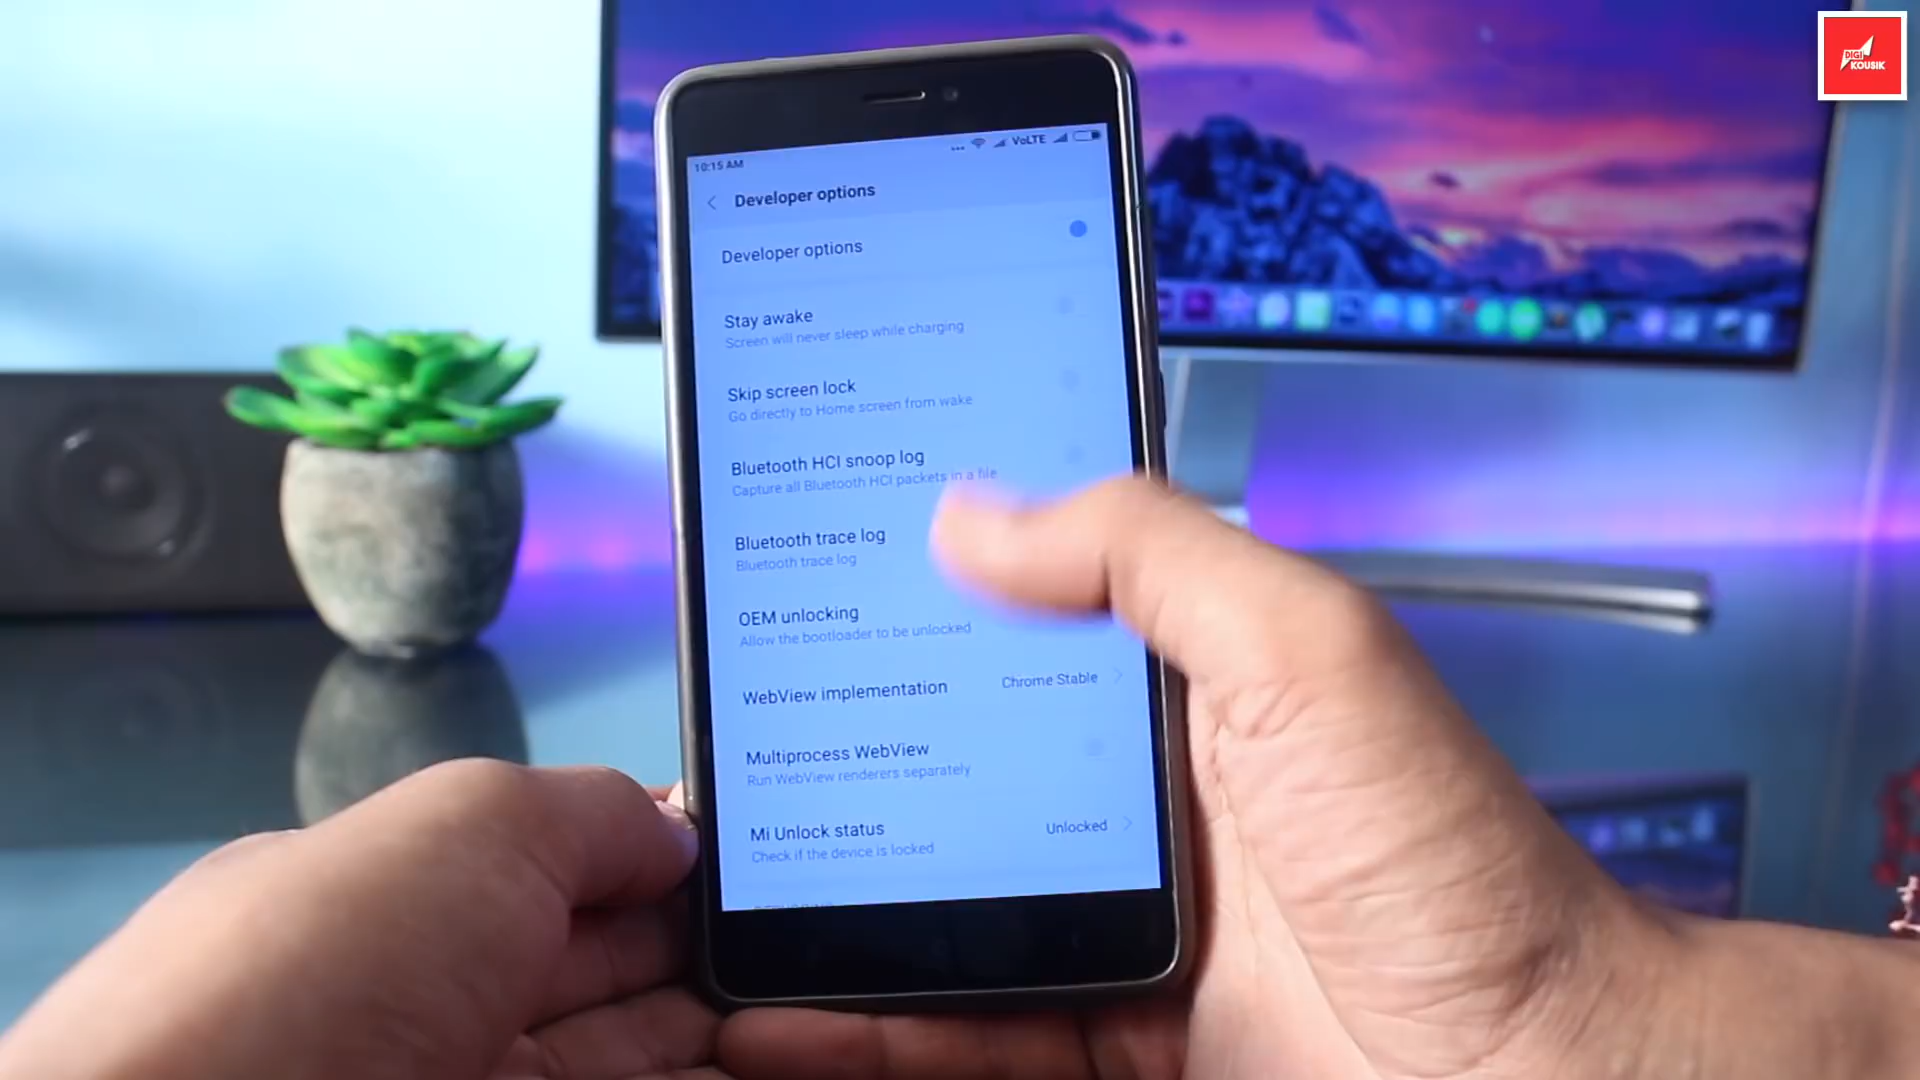 DIGI
KOUSIK
10:15 AM
VoLTE
Developer options
Developer options
Stay awake
Screen will never sleep while charging
Skip screen lock
Go directly to Home screen from wake
Bluetooth HCI snoop log
Capture all Bluetooth HCI packets in a file
Bluetooth trace log
Bluetooth trace log
OEM unlocking
Allow the bootloader to be unlocked
WebView implementation
Chrome Stable
Multiprocess WebView
Run WebView renderers separately
Mi Unlock status
Unlocked
Check if the device is locked